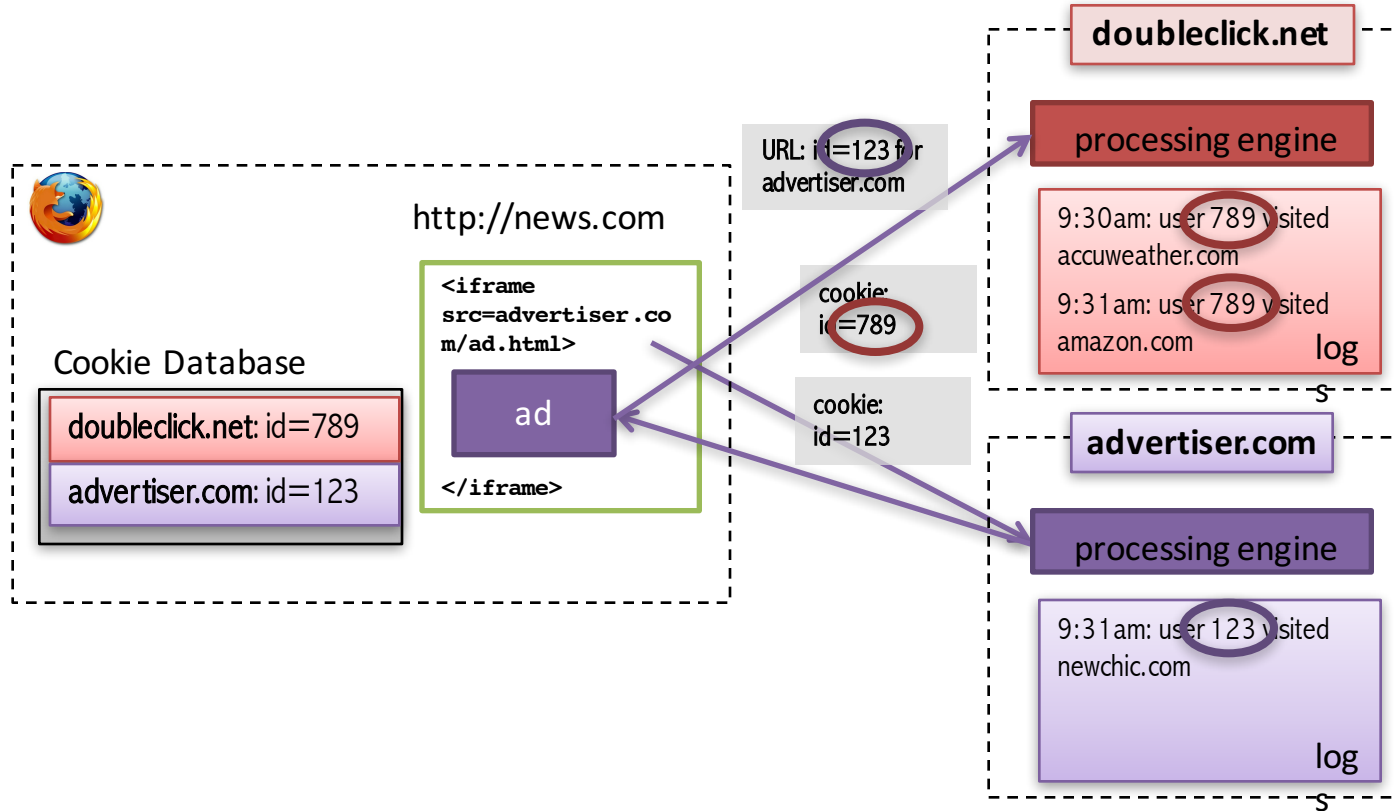 doubleclick.net
processing engine
9:30am: user 789 visited
accuweather.com
9:31am: user 789 visited
amazon.com
log
s
URL: id=123 for
advertiser.com
cookie:
id=789
cookie:
id=123
http://news.com
<iframe
src=advertiser.co
m/ad.html>
ad
</iframe>
Cookie Database
doubleclick.net: id=789
advertiser.com: id=123
advertiser.com
processing engine
9:31am: user 123 visited
newchic.com
log
s